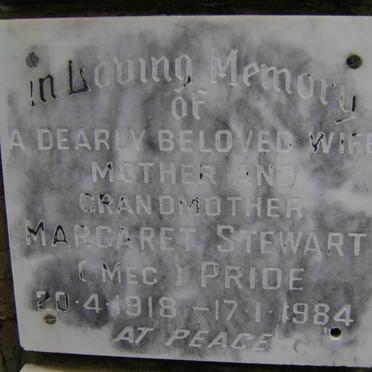 in Loving Memory
of
A DEARLY BELOVED WIFE
MOTHER AND
GRANDMOTHER
MARGARET STEWART
(MEG) PRIDE
20·4·1918 - 17·1·1984
AT PEACE